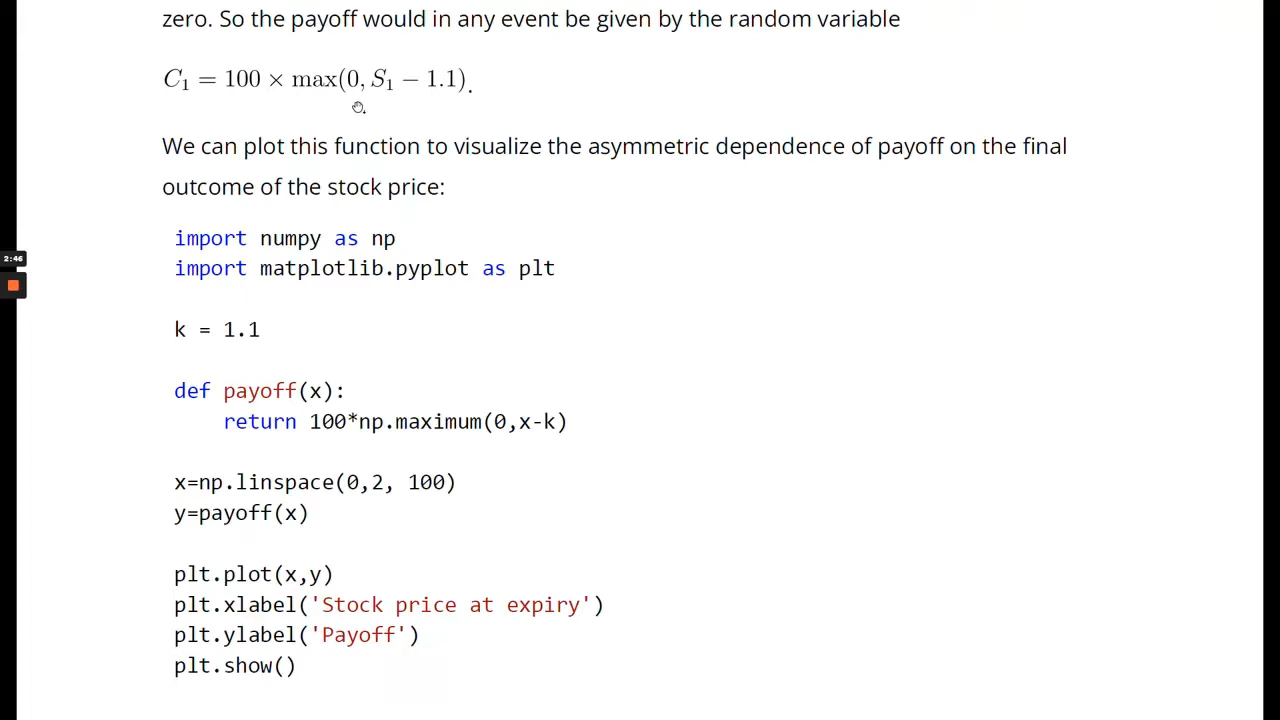 zero. So the payoff would in any event be given by the random variable
C₁ = 100 × max(0, S₁ − 1.1).
We can plot this function to visualize the asymmetric dependence of payoff on the final
outcome of the stock price:
2:46
import numpy as np
import matplotlib.pyplot as plt
k = 1.1
def payoff(x):
    return 100*np.maximum(0,x-k)
x=np.linspace(0,2, 100)
y=payoff(x)
plt.plot(x,y)
plt.xlabel('Stock price at expiry')
plt.ylabel('Payoff')
plt.show()